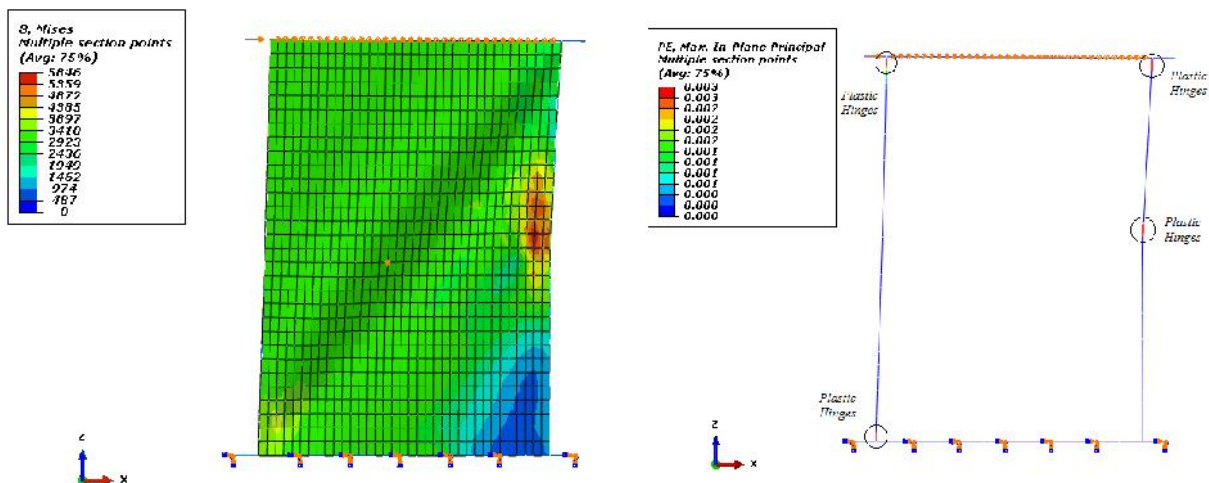 S, Mises
Multiple section points
(Avg: 75%)
5846
5359
4872
4385
3897
3410
2923
2436
1949
1462
974
487
0
PE, Max. In-Plane Principal
Multiple section points
(Avg: 75%)
0.003
0.003
0.002
0.002
0.002
0.002
0.001
0.001
0.001
0.001
0.000
0.000
0.000
Plastic
Hinges
Plastic
Hinges
Plastic
Hinges
Plastic
Hinges
Z
X
Z
X